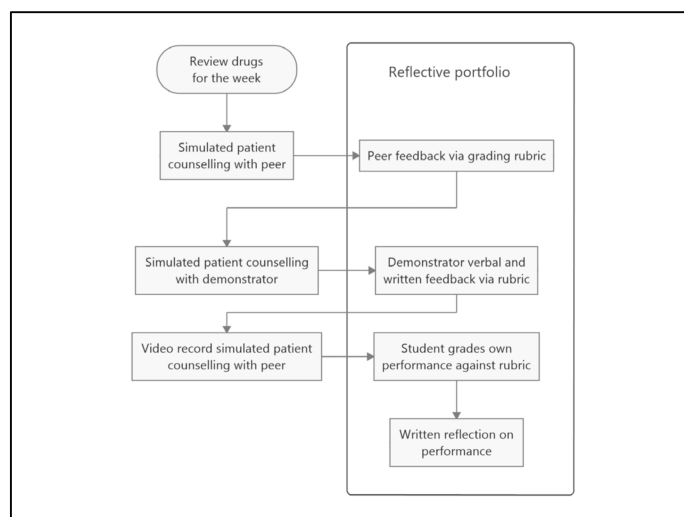 Review drugs
for the week
Reflective portfolio
Simulated patient
counselling with peer
Peer feedback via grading rubric
Simulated patient counselling
with demonstrator
Demonstrator verbal and
written feedback via rubric
Video record simulated patient
counselling with peer
Student grades own
performance against rubric
Written reflection on
performance